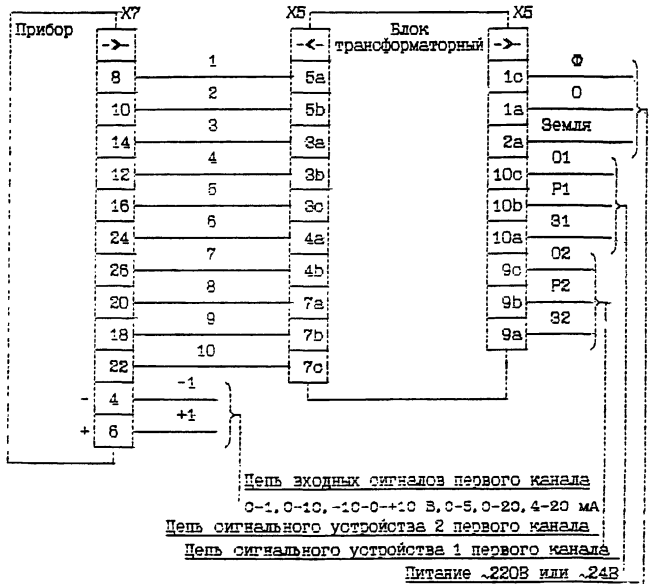 X7 X5 X5
Прибор Блок
трансформаторный
->- -<- ->-
8 1 5a 1c Ф
10 2 5b 1a О
14 3 3a 2a Земля
12 4 3b 10c О1
16 5 3c 10b Р1
24 6 4a 10a З1
26 7 4b 9c О2
20 8 7a 9b Р2
18 9 7b 9a З2
22 10 7c
- 4 -1
+ 6 +1
Цепь входных сигналов первого канала
0-1,0-10,-10-0-+10 В,0-5,0-20,4-20 мА
Цепь сигнального устройства 2 первого канала
Цепь сигнального устройства 1 первого канала
Питание ~220В или ~24В